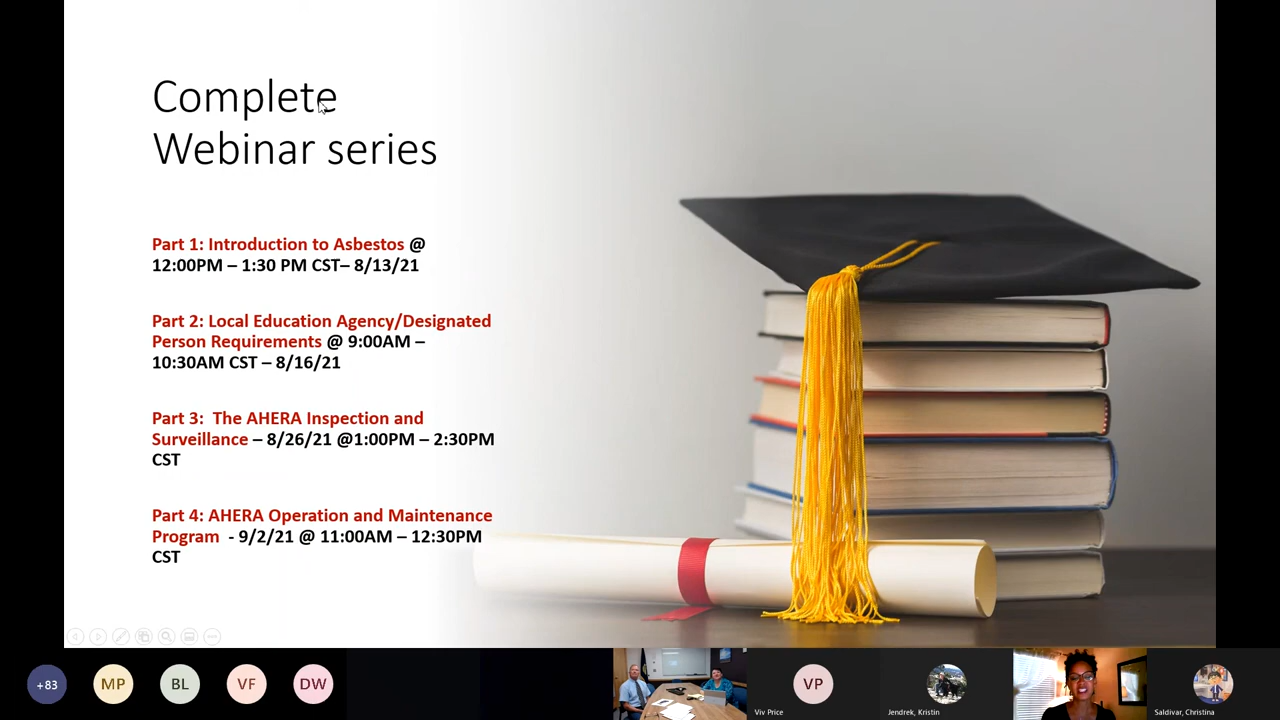 Complete
Webinar series
Part 1: Introduction to Asbestos @
12:00PM – 1:30 PM CST– 8/13/21
Part 2: Local Education Agency/Designated
Person Requirements @ 9:00AM –
10:30AM CST – 8/16/21
Part 3:  The AHERA Inspection and
Surveillance – 8/26/21 @1:00PM – 2:30PM
CST
Part 4: AHERA Operation and Maintenance
Program  - 9/2/21 @ 11:00AM – 12:30PM
CST
+83
MP
BL
VF
DW
VP
Viv Price
Jendrek, Kristin
Saldivar, Christina